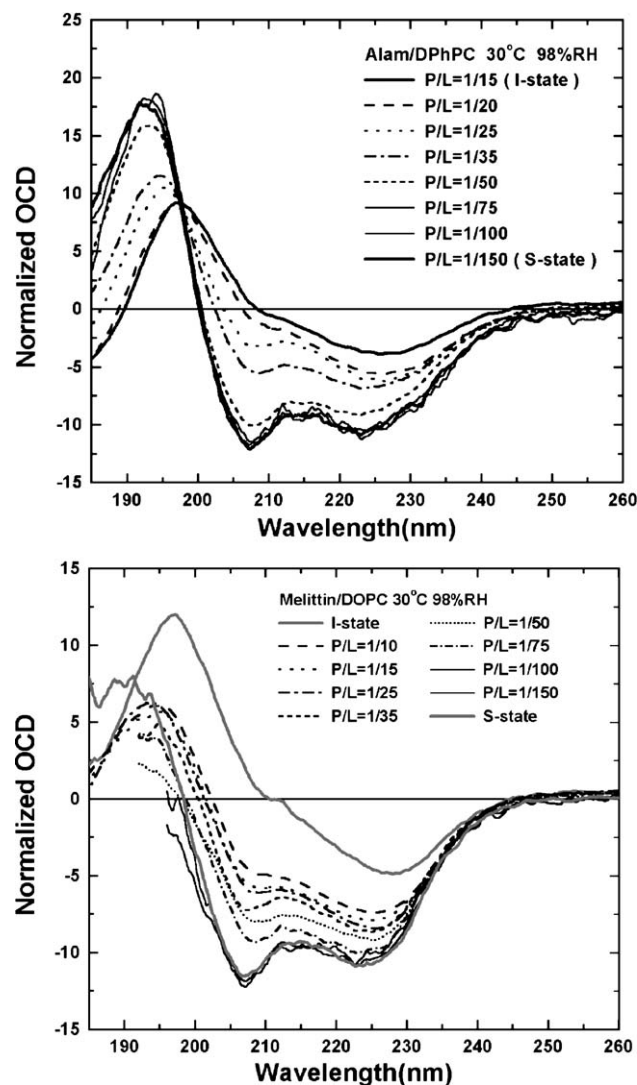 Normalized OCD
25
20
15
10
5
0
-5
-10
-15
Alam/DPhPC 30°C 98%RH
P/L=1/15 ( I-state )
P/L=1/20
P/L=1/25
P/L=1/35
P/L=1/50
P/L=1/75
P/L=1/100
P/L=1/150 ( S-state )
190 200 210 220 230 240 250 260
Wavelength(nm)
Normalized OCD
15
10
5
0
-5
-10
-15
Melittin/DOPC 30°C 98%RH
I-state P/L=1/50
P/L=1/10 P/L=1/75
P/L=1/15 P/L=1/100
P/L=1/25 P/L=1/150
P/L=1/35 S-state
190 200 210 220 230 240 250 260
Wavelength(nm)